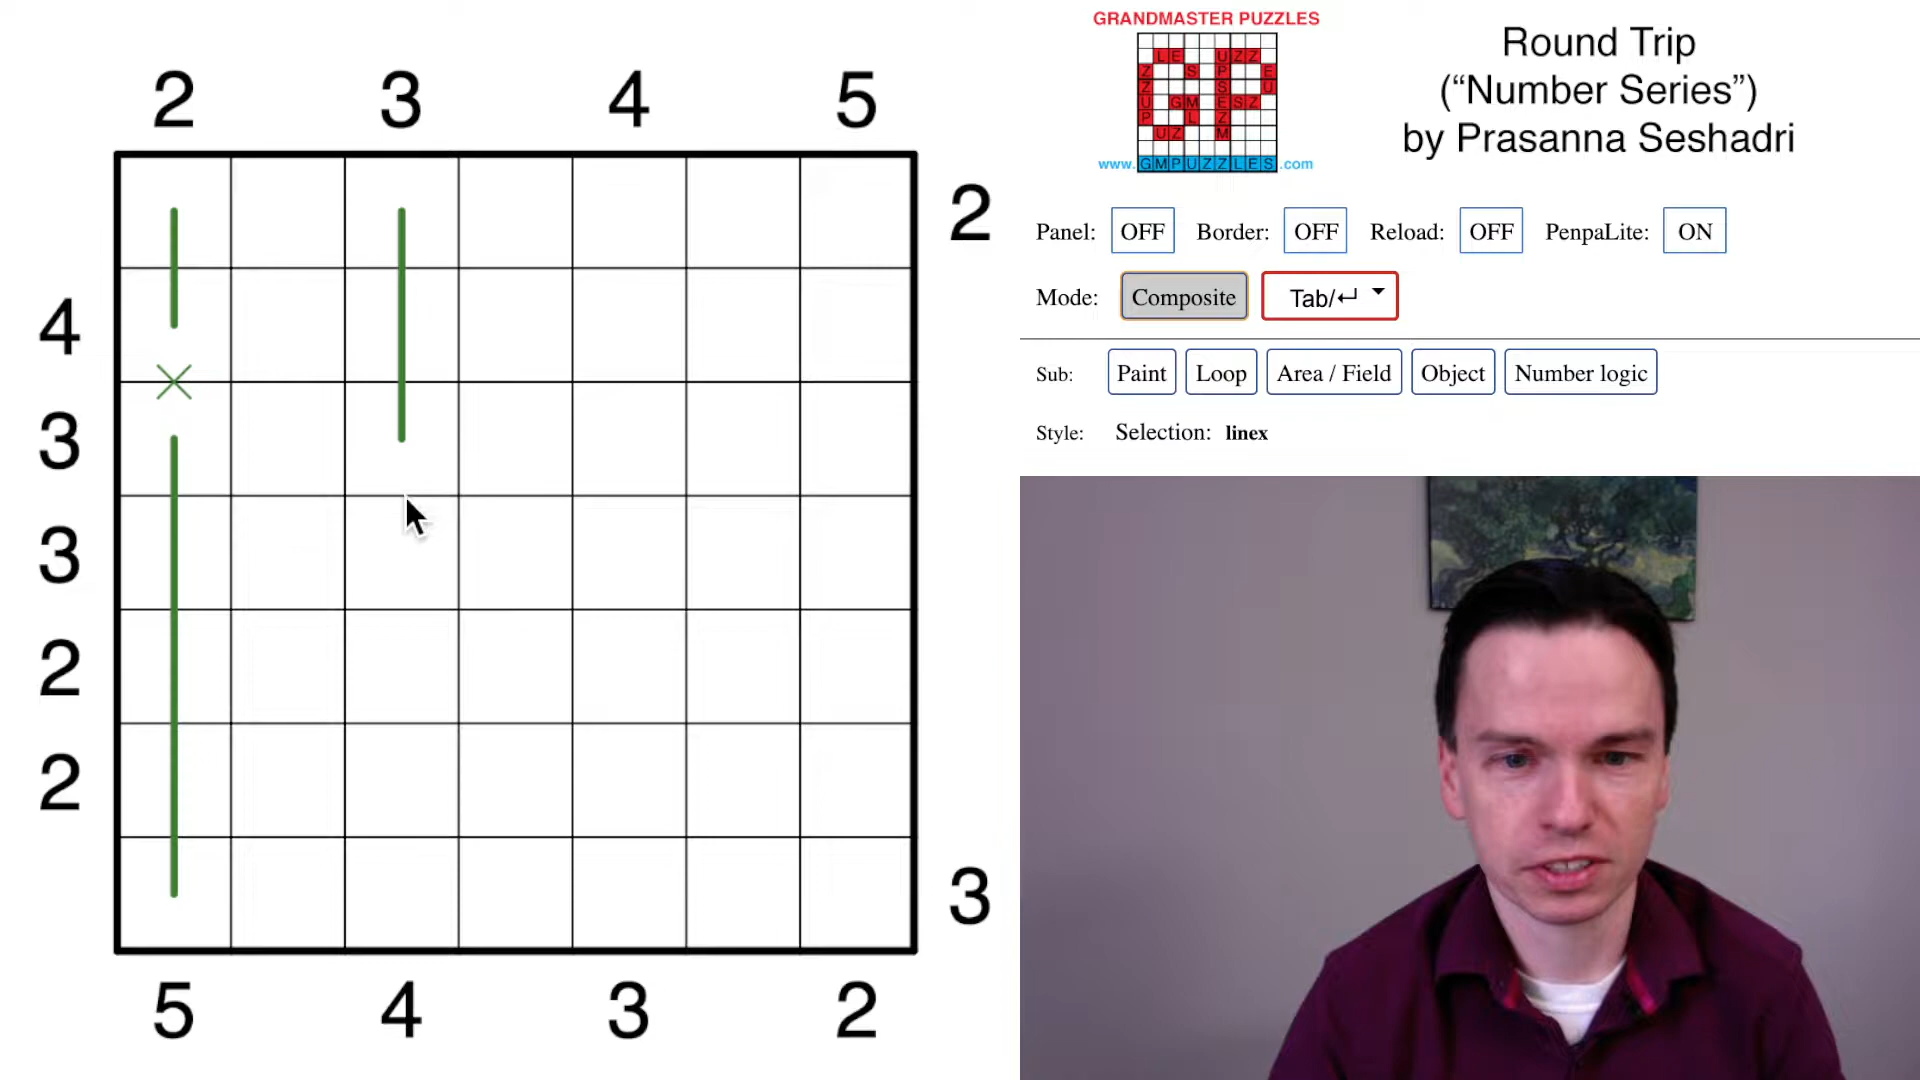 2 3 4 5
2
4
3
3
2
2
3
5 4 3 2
GRANDMASTER PUZZLES
www.GMPUZZLES.com
Round Trip
(“Number Series”)
by Prasanna Seshadri
Panel: OFF Border: OFF Reload: OFF PenpaLite: ON
Mode: Composite Tab/↵
Sub: Paint Loop Area / Field Object Number logic
Style: Selection: linex